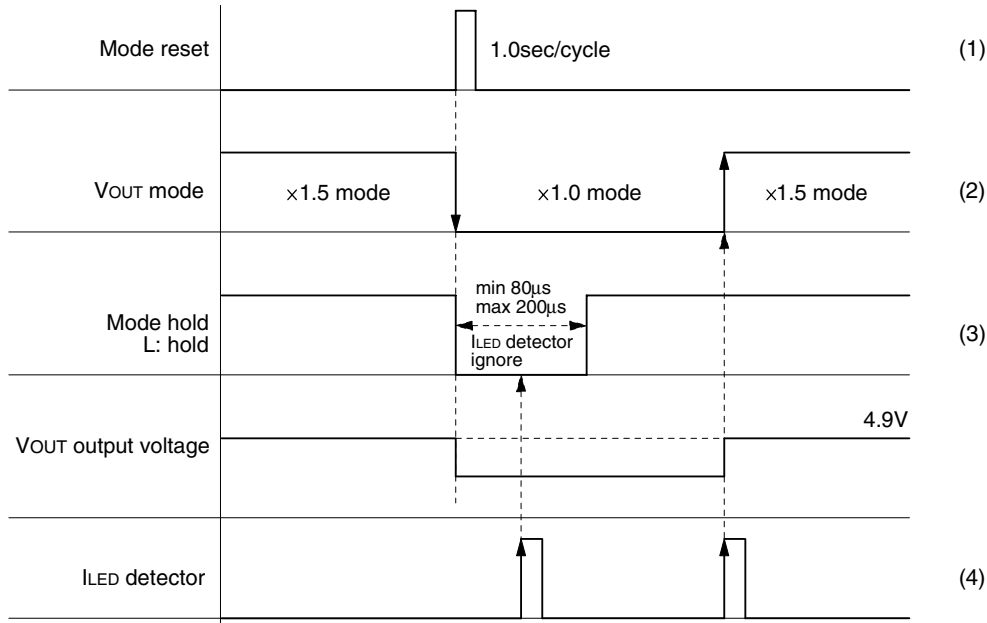 Mode reset
1.0sec/cycle
(1)
VOUT mode
×1.5 mode
×1.0 mode
×1.5 mode
(2)
min 80μs
max 200μs
Mode hold
L: hold
ILED detector
ignore
(3)
4.9V
VOUT output voltage
ILED detector
(4)